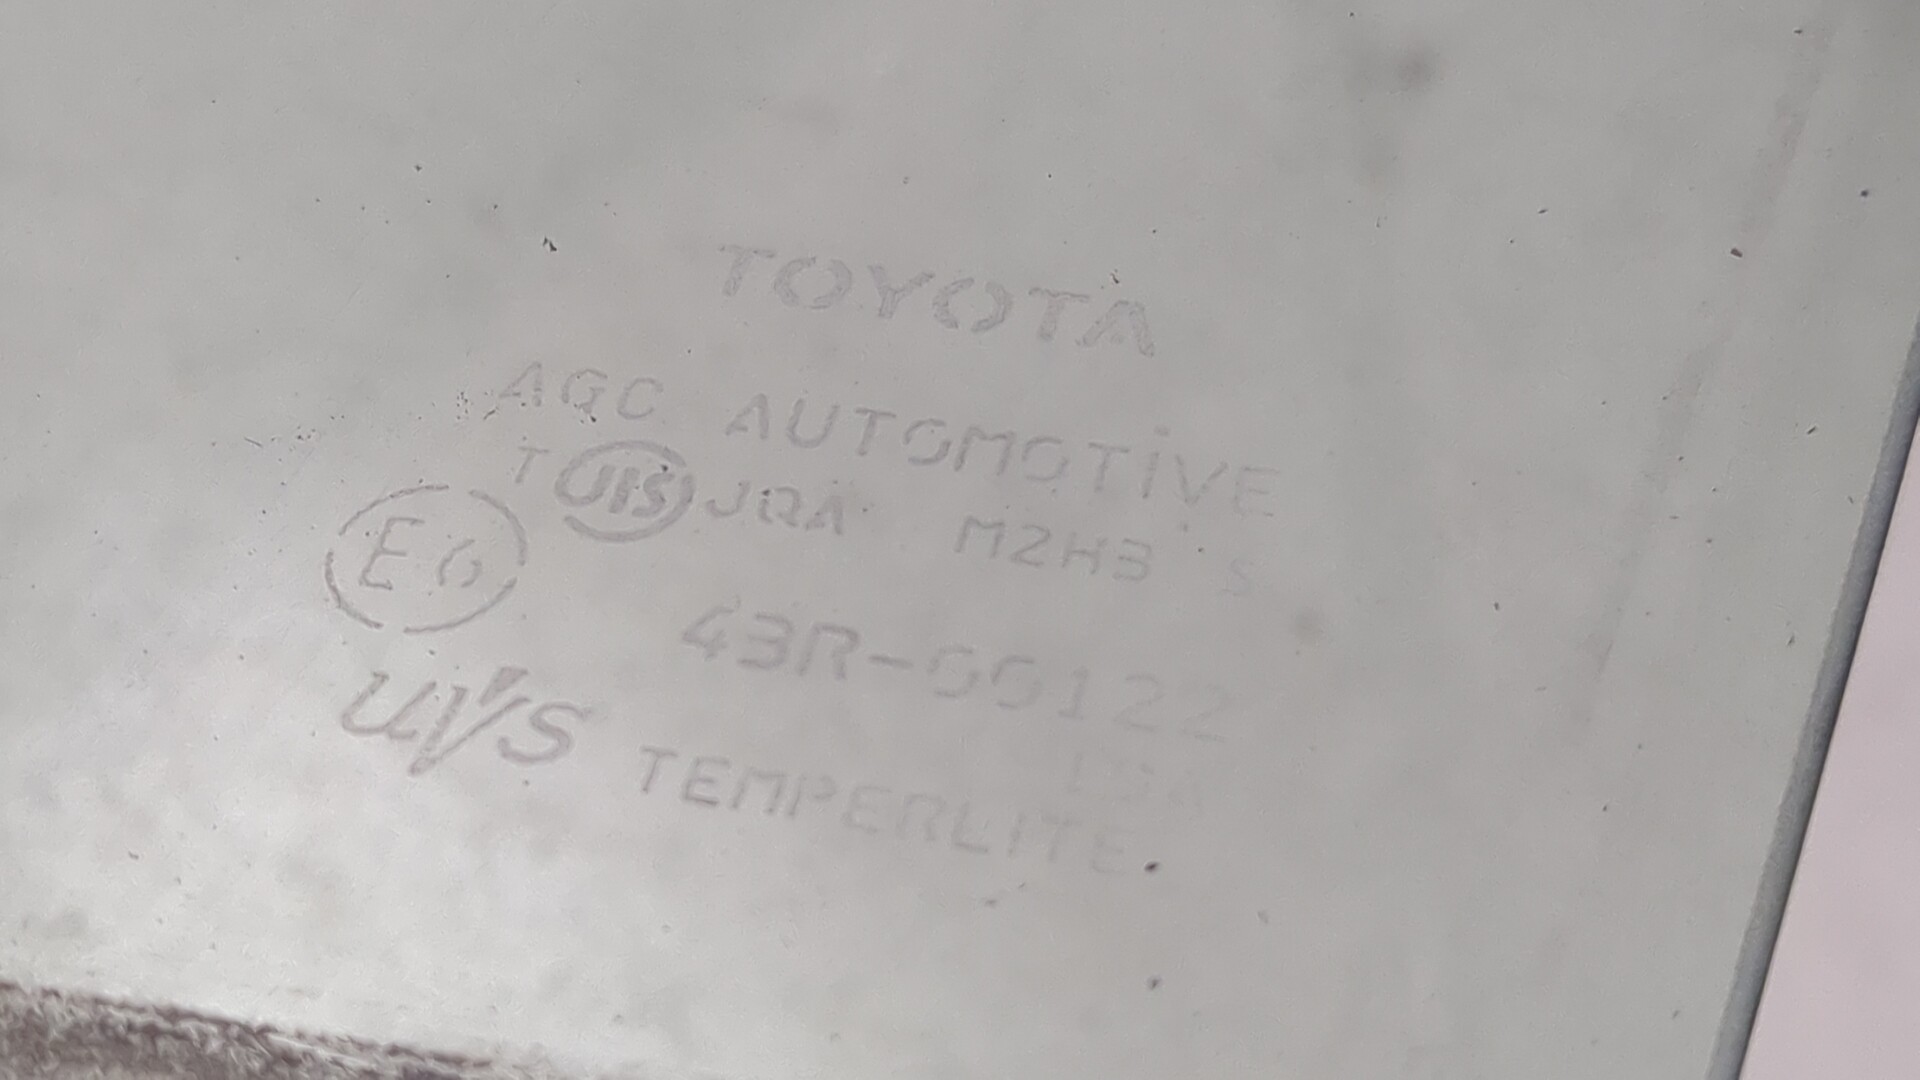 TOYOTA
AGC AUTOMOTIVE
T JIS JQA M2H3 S
E6 43R-00122
UVS TEMPERLITE